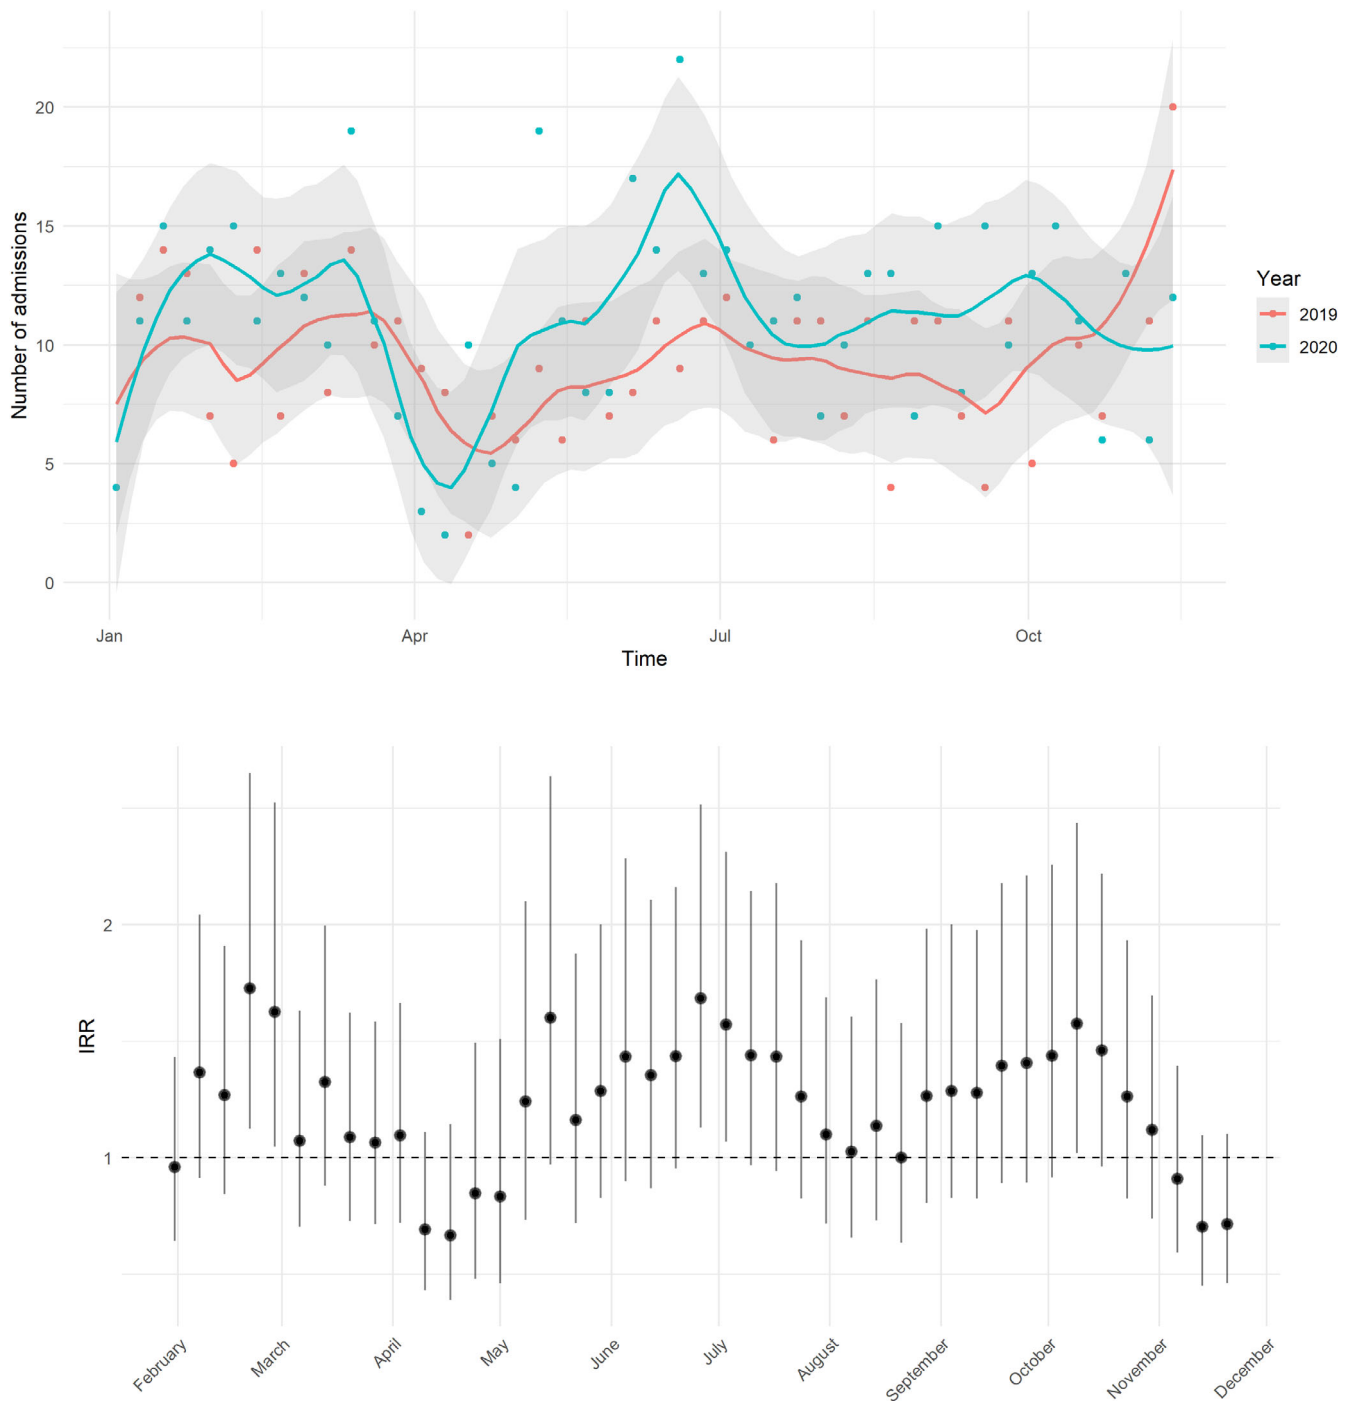 Number of admissions
20
15
10
5
0
Jan
Apr
Jul
Oct
Time
Year
2019
2020
IRR
2
1
February
March
April
May
June
July
August
September
October
November
December